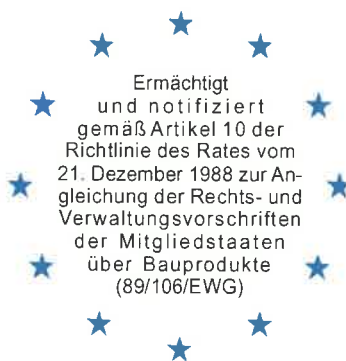 Ermächtigt
und notifiziert
gemäß Artikel 10 der
Richtlinie des Rates vom
21. Dezember 1988 zur An-
gleichung der Rechts- und
Verwaltungsvorschriften
der Mitgliedstaaten
über Bauprodukte
(89/106/EWG)